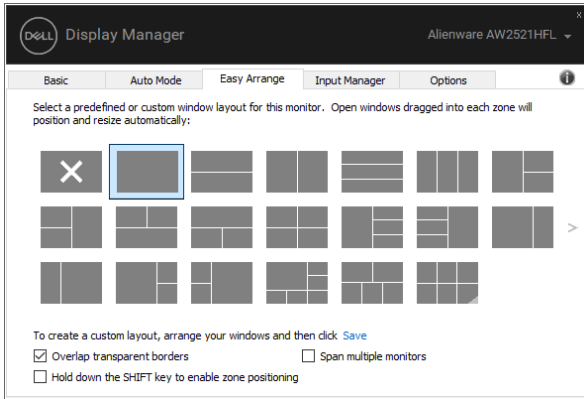 DELL Display Manager
Alienware AW2521HFL
Basic Auto Mode Easy Arrange Input Manager Options
Select a predefined or custom window layout for this monitor. Open windows dragged into each zone will
position and resize automatically:
To create a custom layout, arrange your windows and then click Save
Overlap transparent borders
Span multiple monitors
Hold down the SHIFT key to enable zone positioning